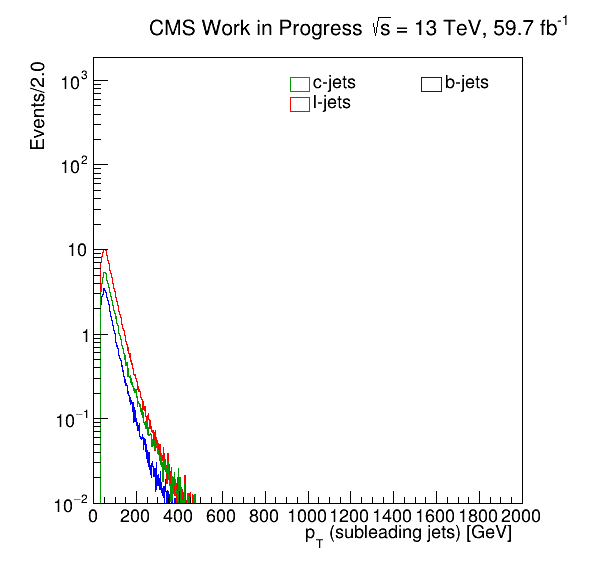 CMS Work in Progress √s = 13 TeV, 59.7 fb⁻¹
Events/2.0
c-jets b-jets
l-jets
10³
10²
10
1
10⁻¹
10⁻²
0 200 400 600 800 1000 1200 1400 1600 1800 2000
p_T (subleading jets) [GeV]